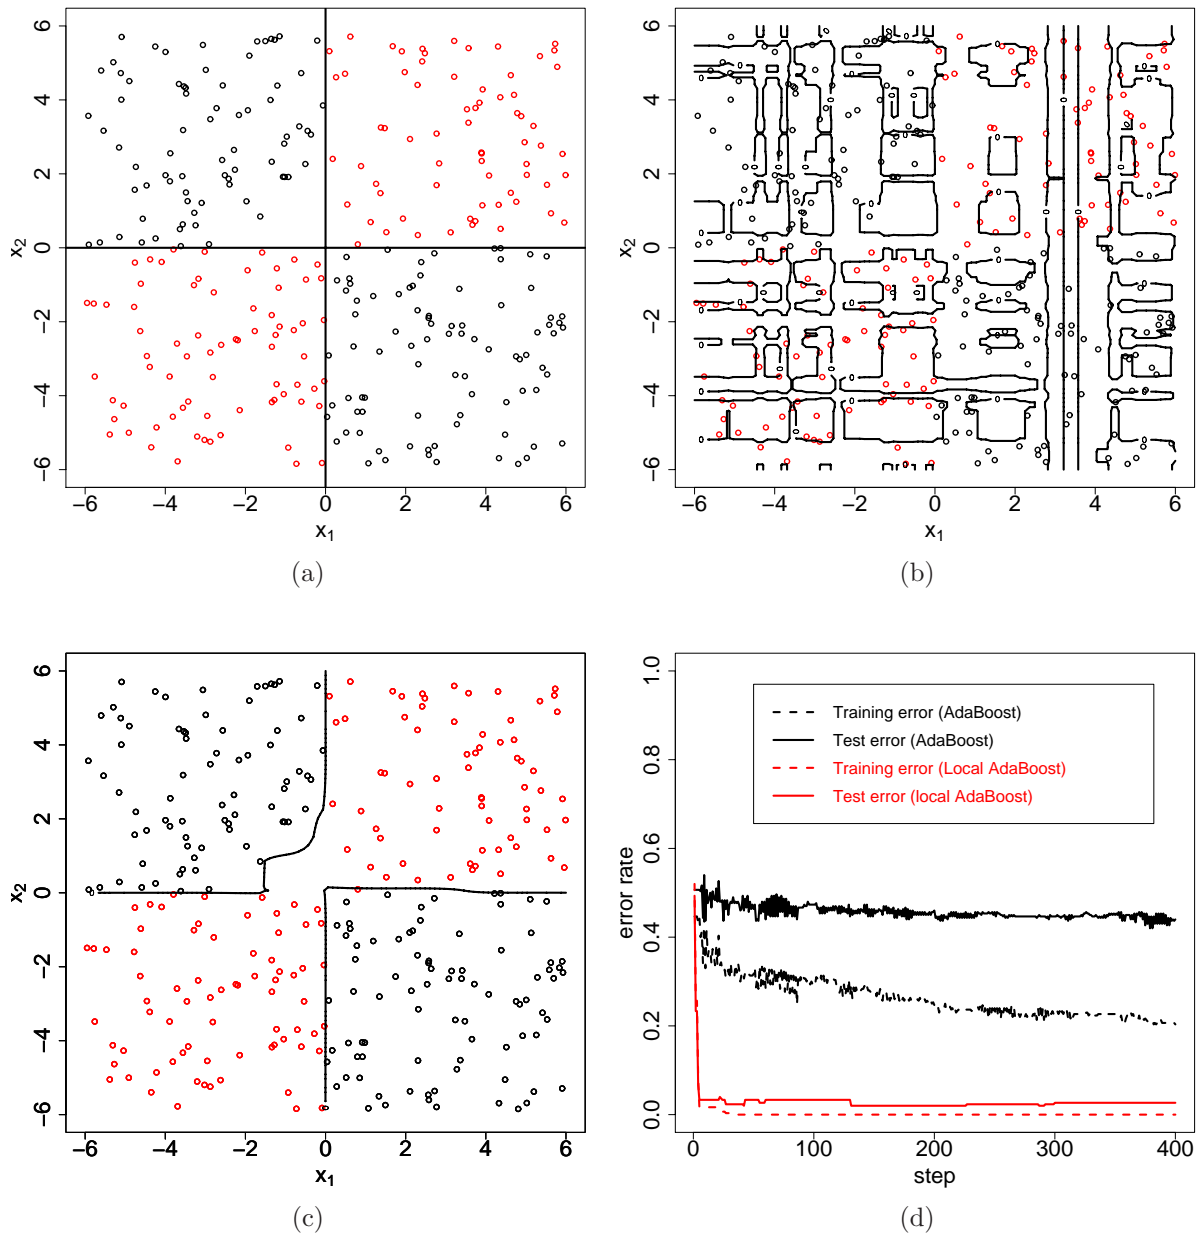 6
4
2
0
−2
−4
−6
x2
−6 −4 −2 0 2 4 6
x1
(a)
6
4
2
0
−2
−4
−6
x2
−6 −4 −2 0 2 4 6
x1
(b)
6
4
2
0
−2
−4
−6
x2
−6 −4 −2 0 2 4 6
x1
(c)
1.0
0.8
0.6
0.4
0.2
0.0
error rate
Training error (AdaBoost)
Test error (AdaBoost)
Training error (Local AdaBoost)
Test error (local AdaBoost)
0 100 200 300 400
step
(d)